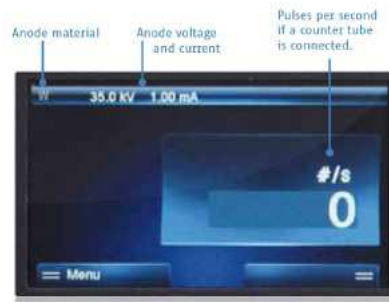 Anode material
Anode voltage
and current
Pulses per second
if a counter tube
is connected.
W 35.0 kV 1.00 mA
#/s
0
Menu